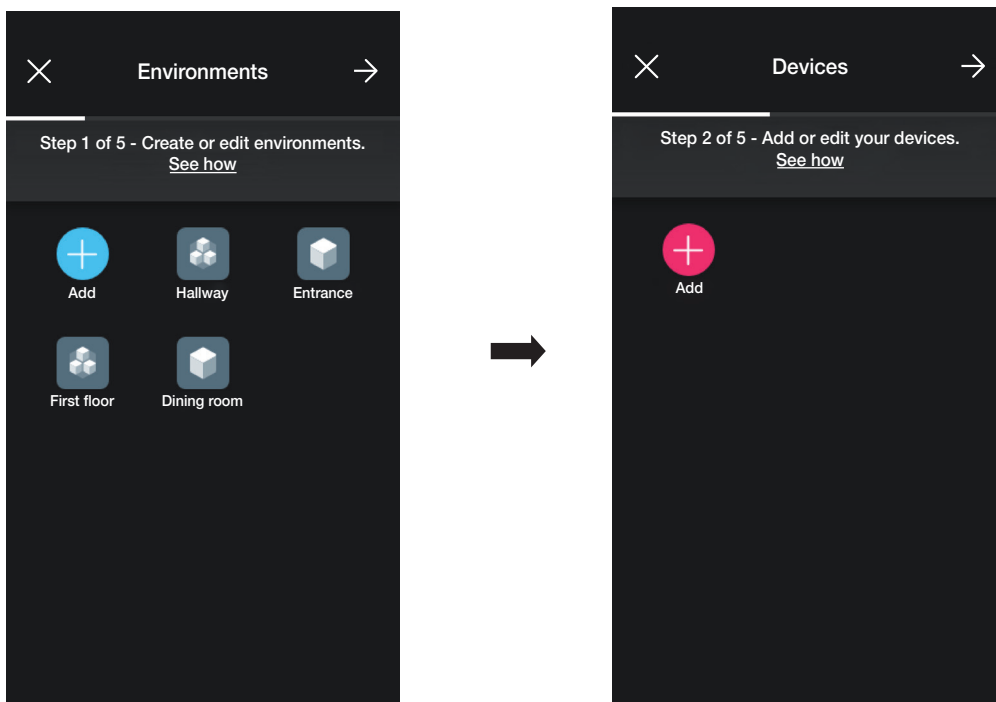 Environments
Step 1 of 5 - Create or edit environments.
See how
Add
Hallway
Entrance
First floor
Dining room
Devices
Step 2 of 5 - Add or edit your devices.
See how
Add